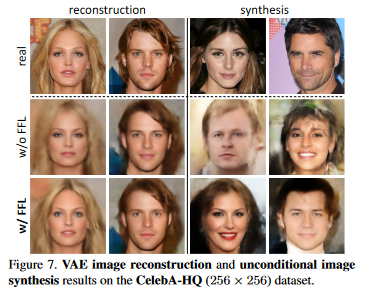 reconstruction synthesis
real
w/o FFL
w/ FFL
Figure 7. VAE image reconstruction and unconditional image
synthesis results on the CelebA-HQ (256 × 256) dataset.